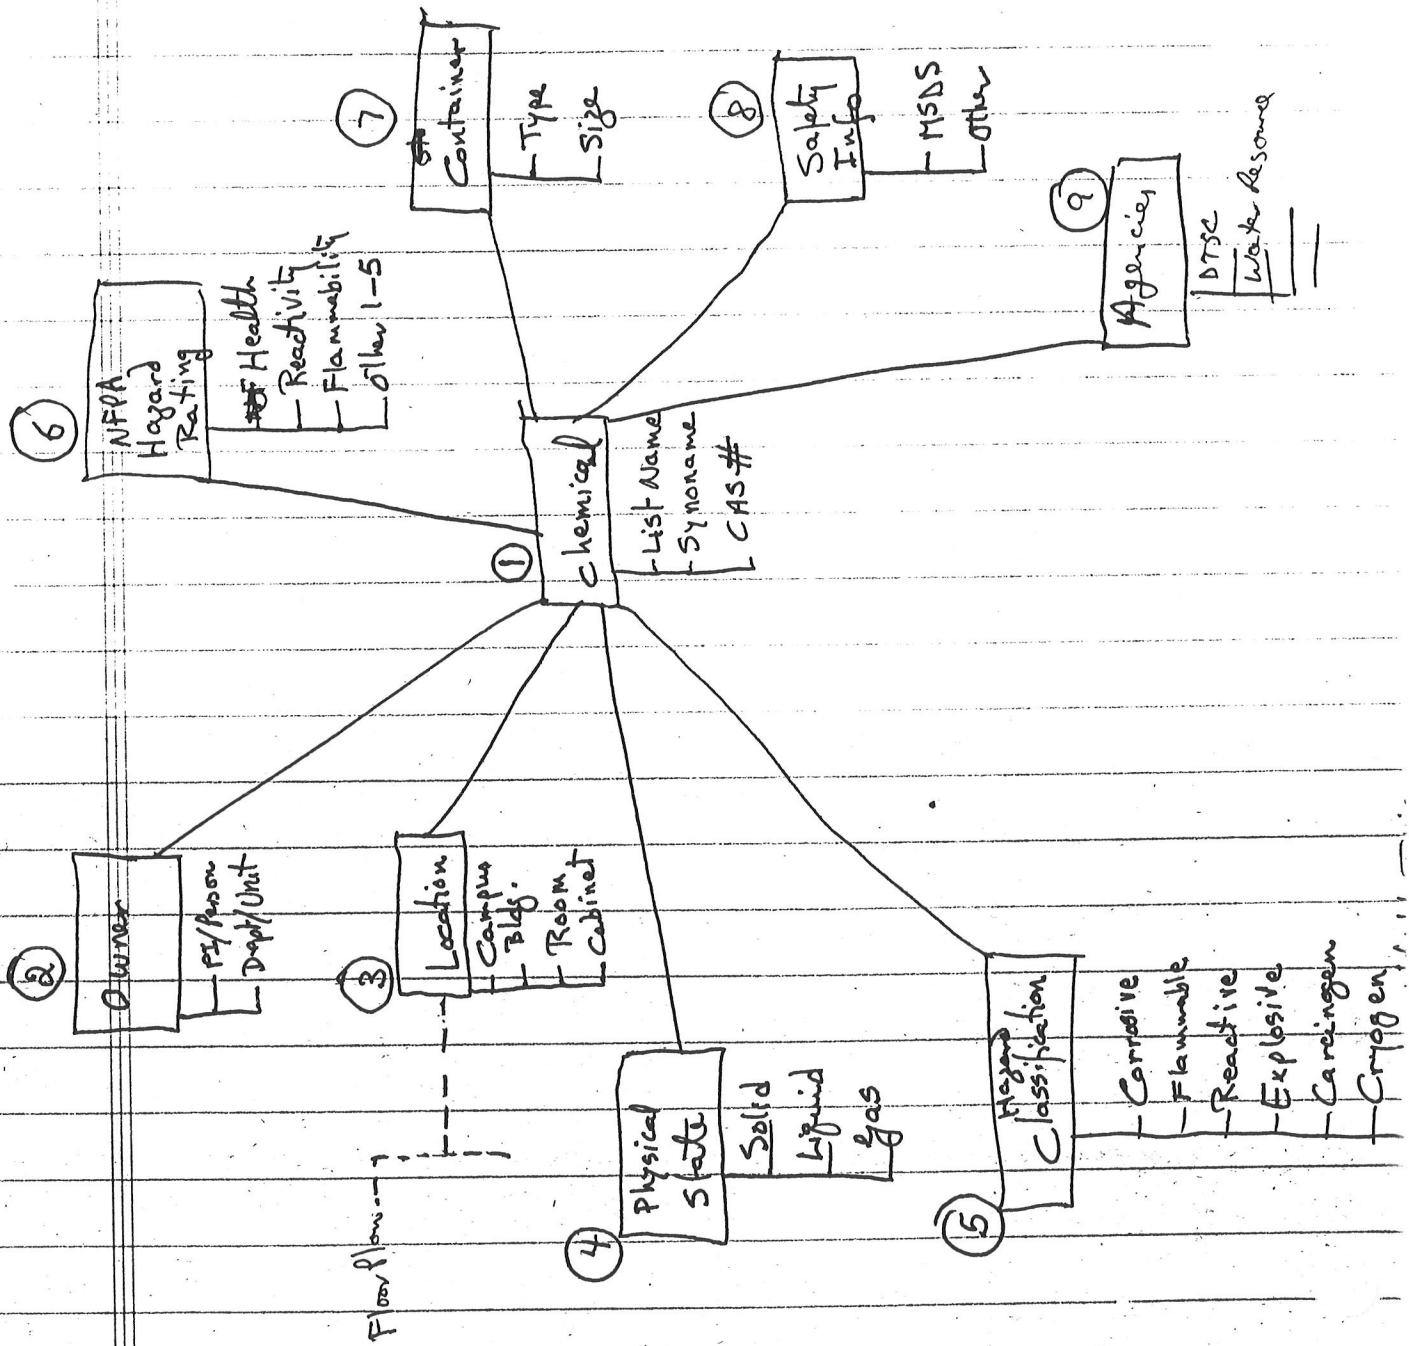 1
Chemical
List Name
Synoname
CAS #
2
Owner
PI/Person
Dept/Unit
3
Location
Campus
Bldg.
Room
Cabinet
Floor Plan
4
Physical
State
Solid
Liquid
Gas
5
Hazard
Classification
Corrosive
Flammable
Reactive
Explosive
Carcinogen
Cryogen
6
NFPA
Hazard
Rating
Health
Reactivity
Flammability
Other 1-5
7
Container
Type
Size
8
Safety
Info
MSDS
Other
9
Agencies
DTSC
Water Resource